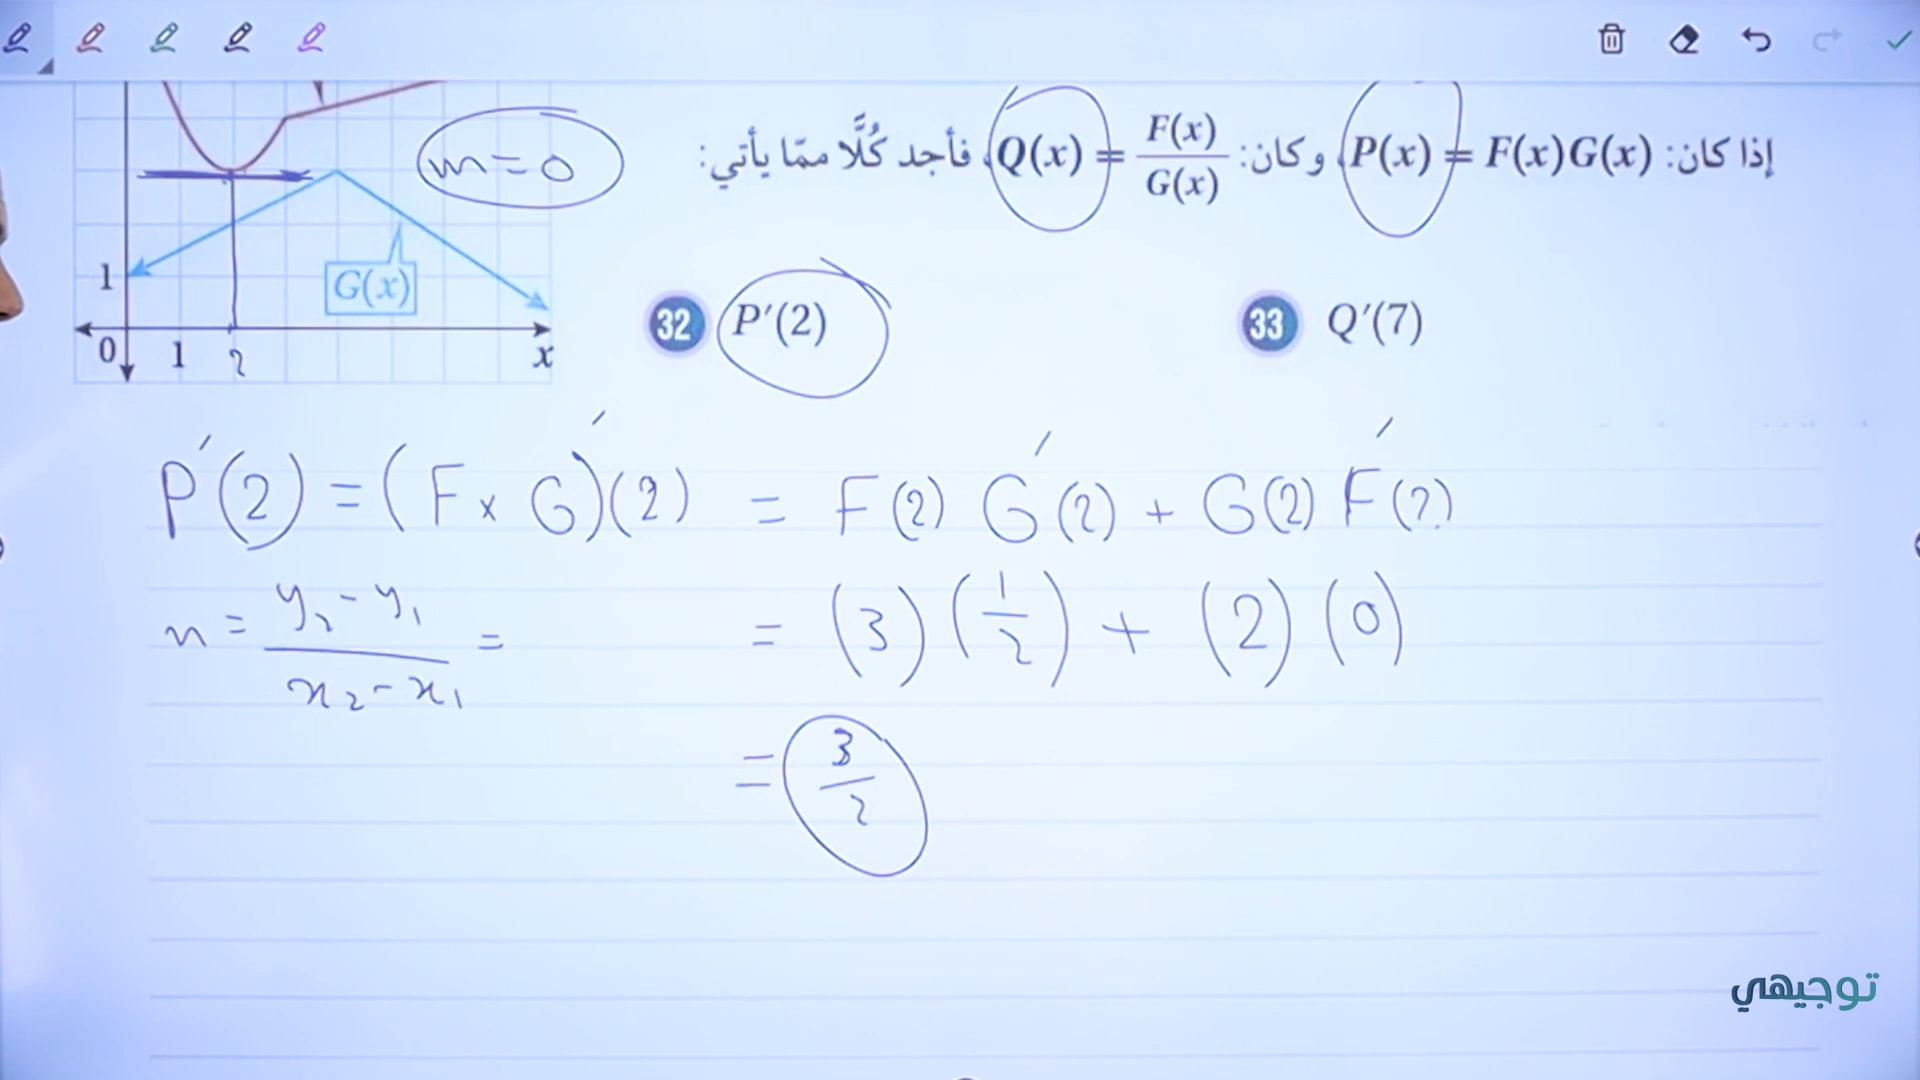 إذا كان: P(x) = F(x)G(x)، وكان: Q(x) = F(x)/G(x)، فأجد كُلًّا ممّا يأتي:
m = 0
1
G(x)
0 1 2 x
32 P′(2)
33 Q′(7)
P′(2) = (F × G)′(2) = F(2) G′(2) + G(2) F′(2)
m = (y₂ - y₁)/(x₂ - x₁) =
= (3) (1/2) + (2) (0)
= 3/2
توجيهي